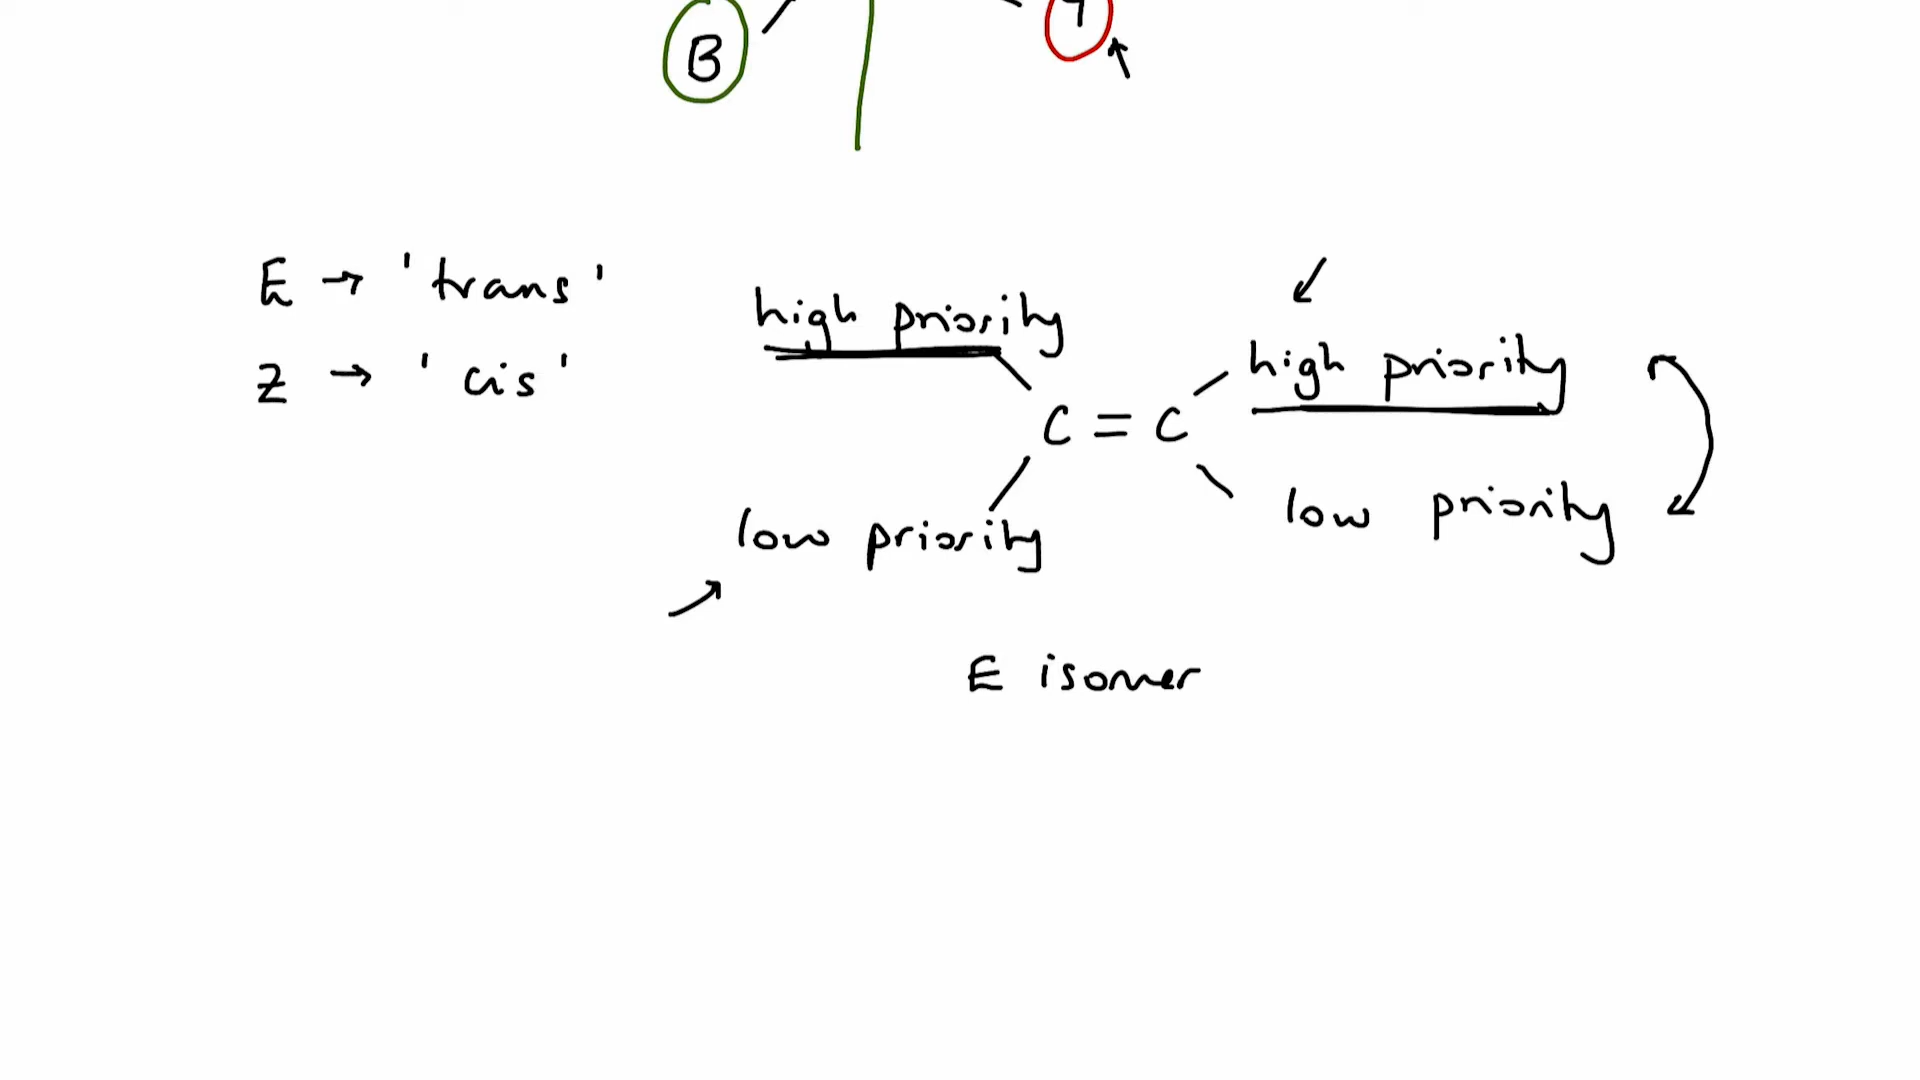 B
E → 'trans'
Z → 'cis'
high priority
high priority
C = C
low priority
low priority
E isomer